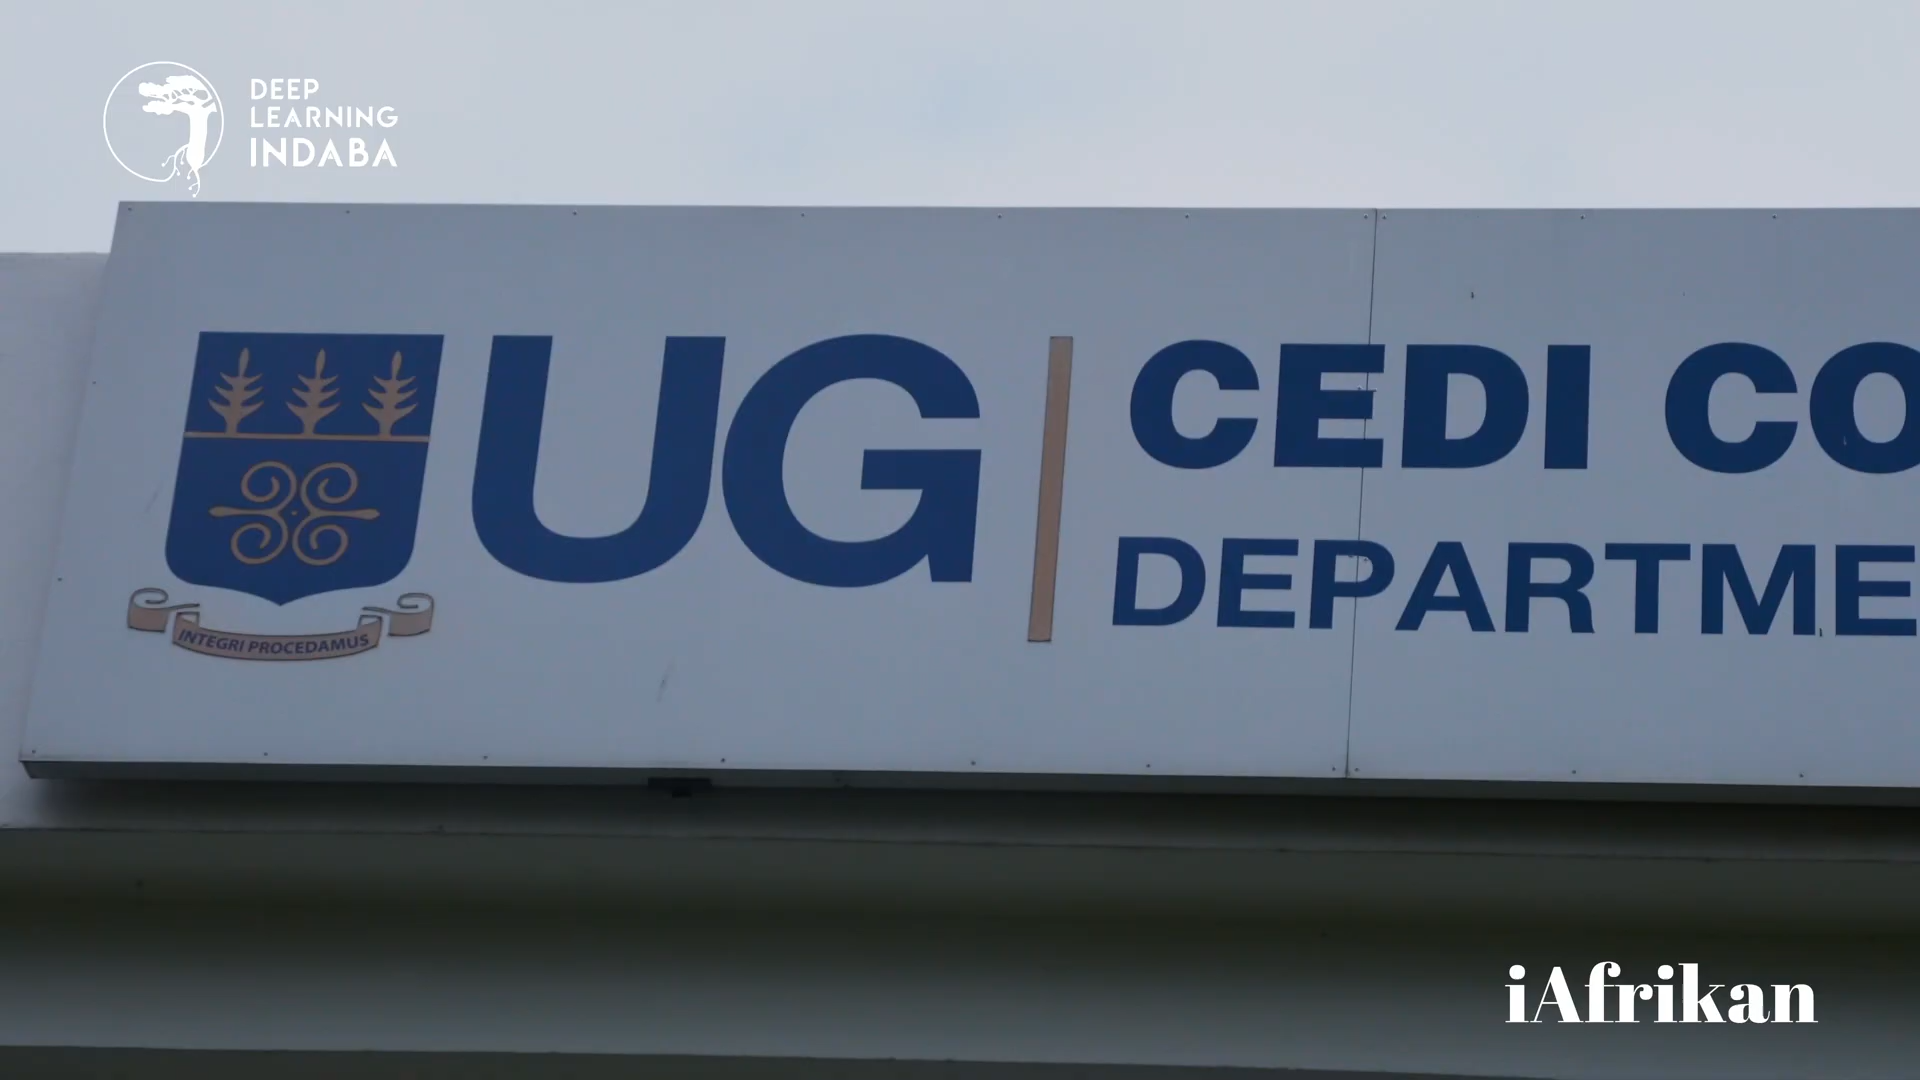 DEEP
LEARNING
INDABA
UG
CEDI CO
DEPARTME
INTEGRI PROCEDAMUS
iAfrikan